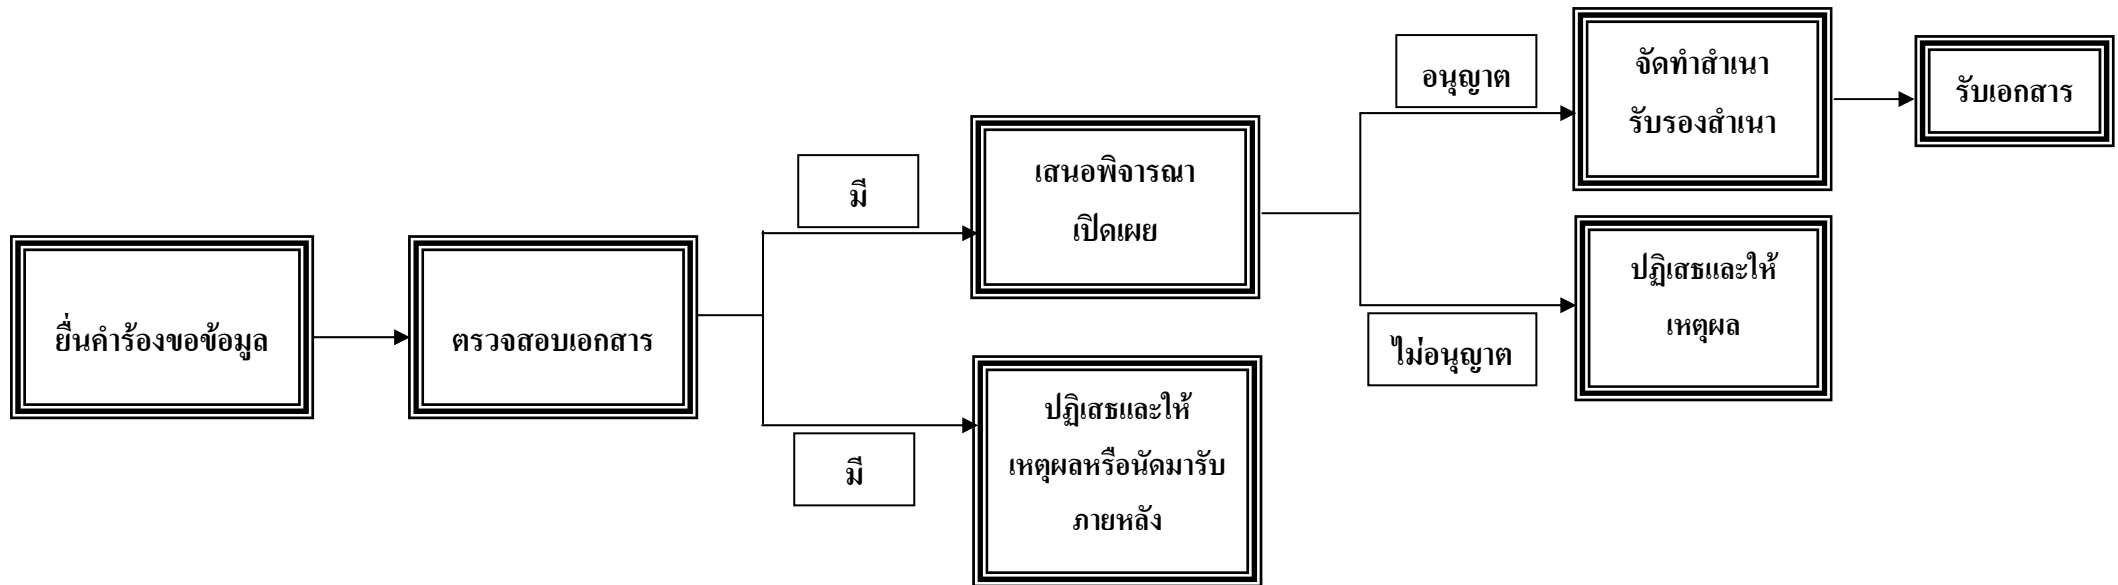 ยื่นคำร้องขอข้อมูล
ตรวจสอบเอกสาร
มี
เสนอพิจารณา
เปิดเผย
มี
ปฏิเสธและให้
เหตุผลหรือนัดมารับ
ภายหลัง
อนุญาต
จัดทำสำเนา
รับรองสำเนา
รับเอกสาร
ไม่อนุญาต
ปฏิเสธและให้
เหตุผล